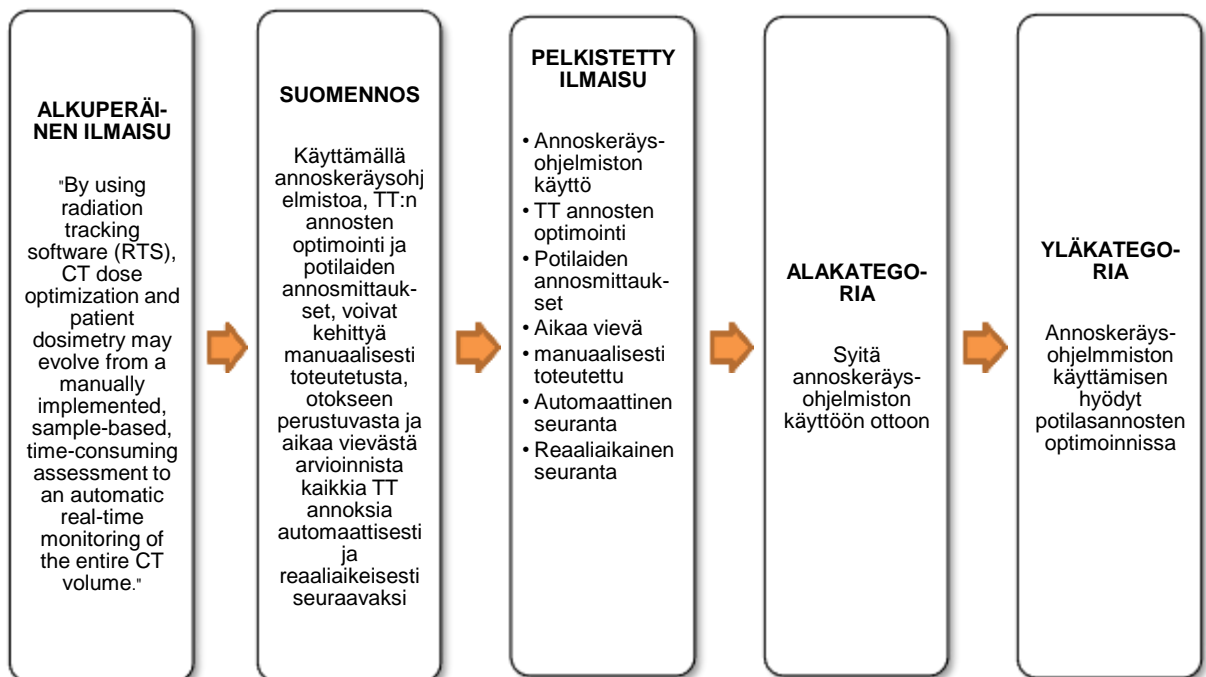 ALKUPERÄI-
NEN ILMAISU
"By using
radiation
tracking
software (RTS),
CT dose
optimization and
patient
dosimetry may
evolve from a
manually
implemented,
sample-based,
time-consuming
assessment to
an automatic
real-time
monitoring of
the entire CT
volume."
SUOMENNOS
Käyttämällä
annoskeräysohj
elmistoa, TT:n
annosten
optimointi ja
potilaiden
annosmittauk-
set, voivat
kehittyä
manuaalisesti
toteutetusta,
otokseen
perustuvasta ja
aikaa vievästä
arvioinnista
kaikkia TT
annoksia
automaattisesti
ja
reaaliaikeisesti
seuraavaksi
PELKISTETTY
ILMAISU
• Annoskeräys-
ohjelmiston
käyttö
• TT annosten
optimointi
• Potilaiden
annosmittauk-
set
• Aikaa vievä
• manuaalisesti
toteutettu
• Automaattinen
seuranta
• Reaaliaikainen
seuranta
ALAKATEGO-
RIA
Syitä
annoskeräys-
ohjelmiston
käyttöön ottoon
YLÄKATEGO-
RIA
Annoskeräys-
ohjelmmiston
käyttämisen
hyödyt
potilasannosten
optimoinnissa